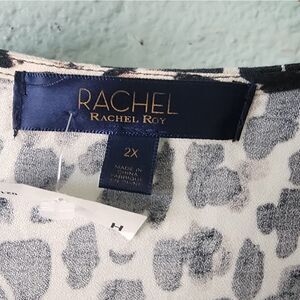 RACHEL
RACHEL ROY
2X
MADE IN
CHINA
H